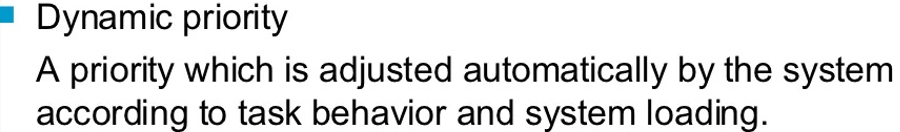 Dynamic priority
A priority which is adjusted automatically by the system
according to task behavior and system loading.